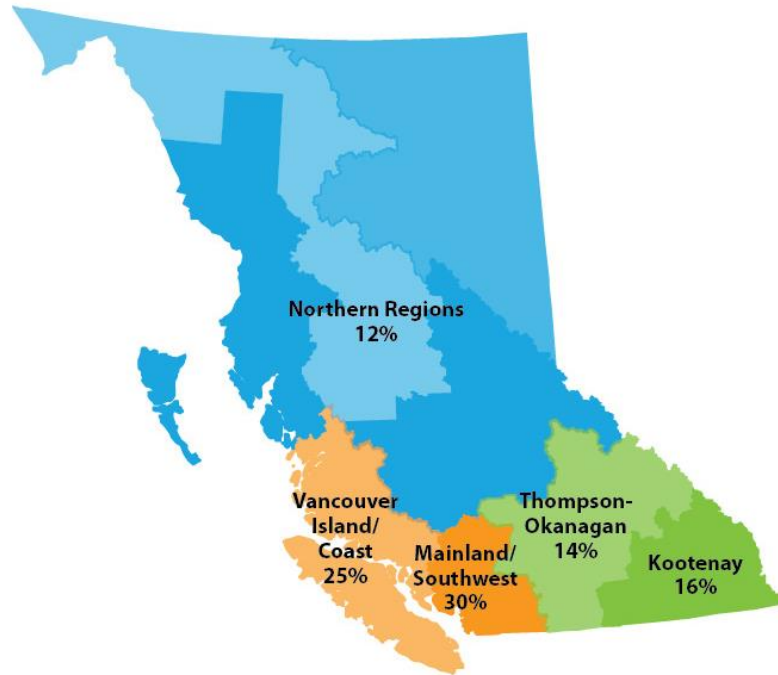 Northern Regions
12%
Vancouver
Island/
Coast
25%
Mainland/
Southwest
30%
Thompson-
Okanagan
14%
Kootenay
16%